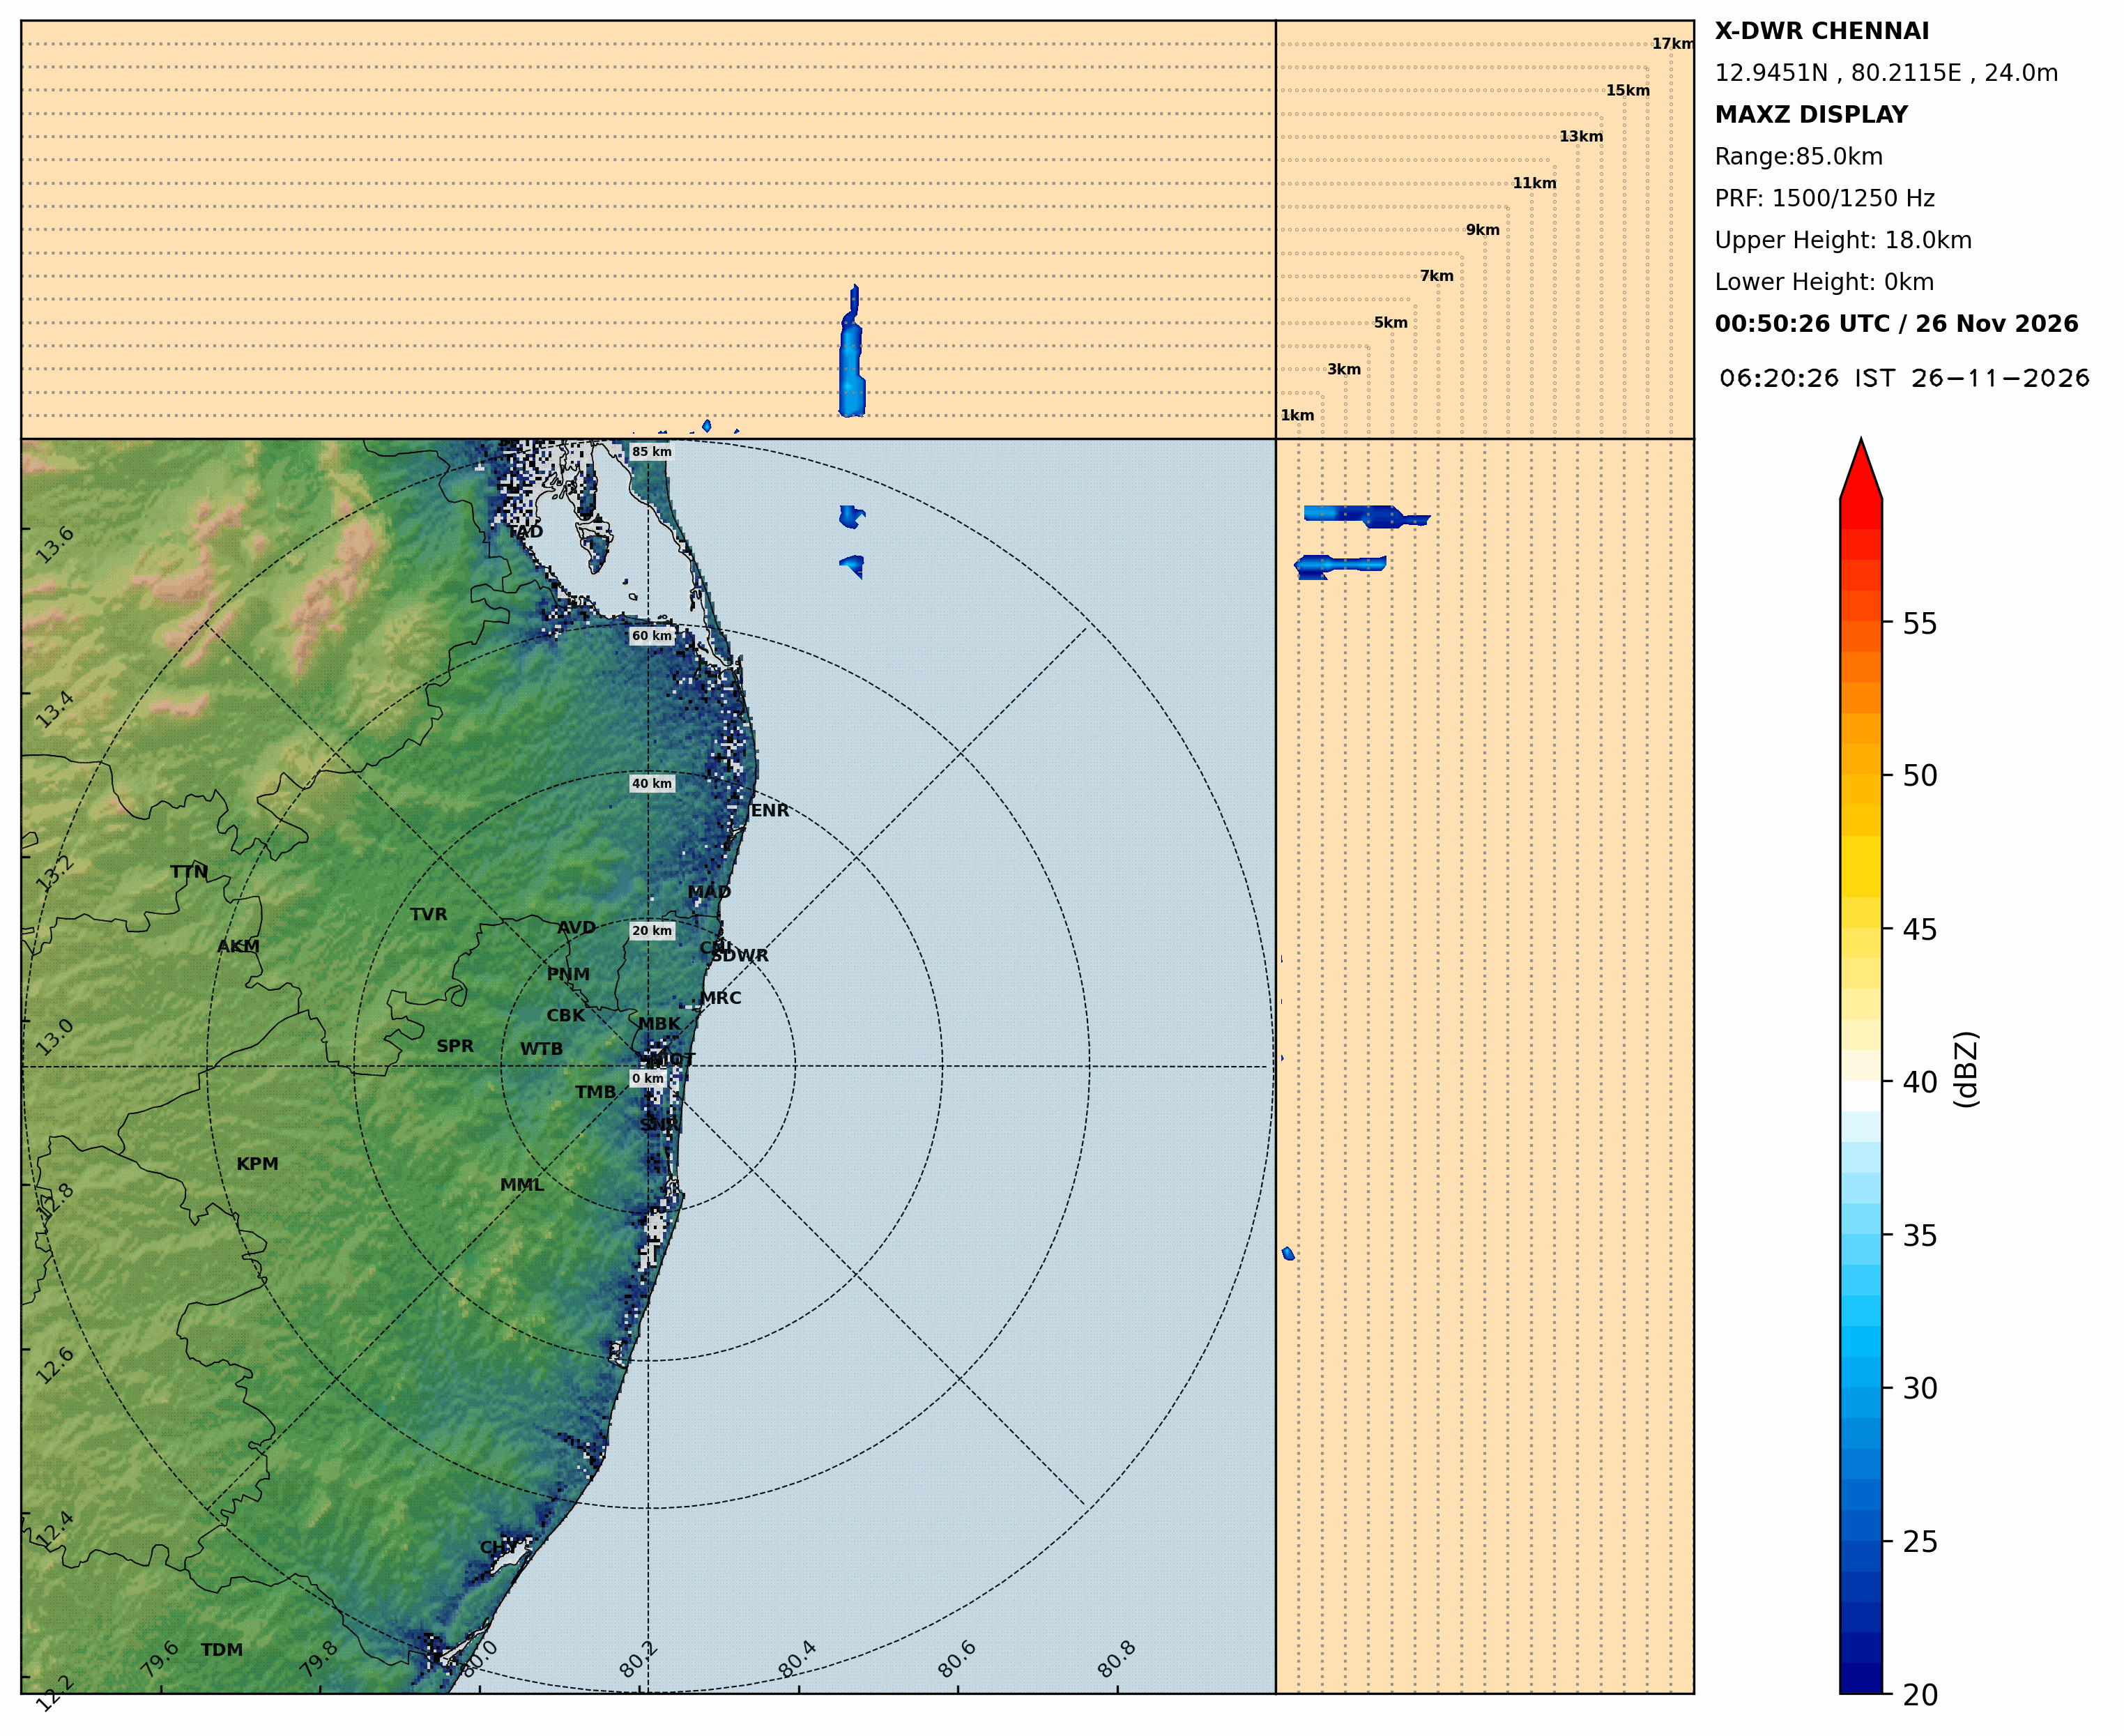 X-DWR CHENNAI
12.9451N , 80.2115E , 24.0m
MAXZ DISPLAY
Range:85.0km
PRF: 1500/1250 Hz
Upper Height: 18.0km
Lower Height: 0km
00:50:26 UTC / 26 Nov 2026
06:20:26 IST 26-11-2026
17km
15km
13km
11km
9km
7km
5km
3km
1km
85 km
60 km
40 km
20 km
0 km
TAD
ENR
MAD
TTN
TVR
AVD
AKM
SDWR
PNM
MRC
CBK
MBK
SPR
WTB
TMB
SNR
KPM
MML
CHY
TDM
13.6
13.4
13.2
13.0
12.8
12.6
12.4
12.2
79.6
79.8
80.0
80.2
80.4
80.6
80.8
55
50
45
40
35
30
25
20
(dBZ)